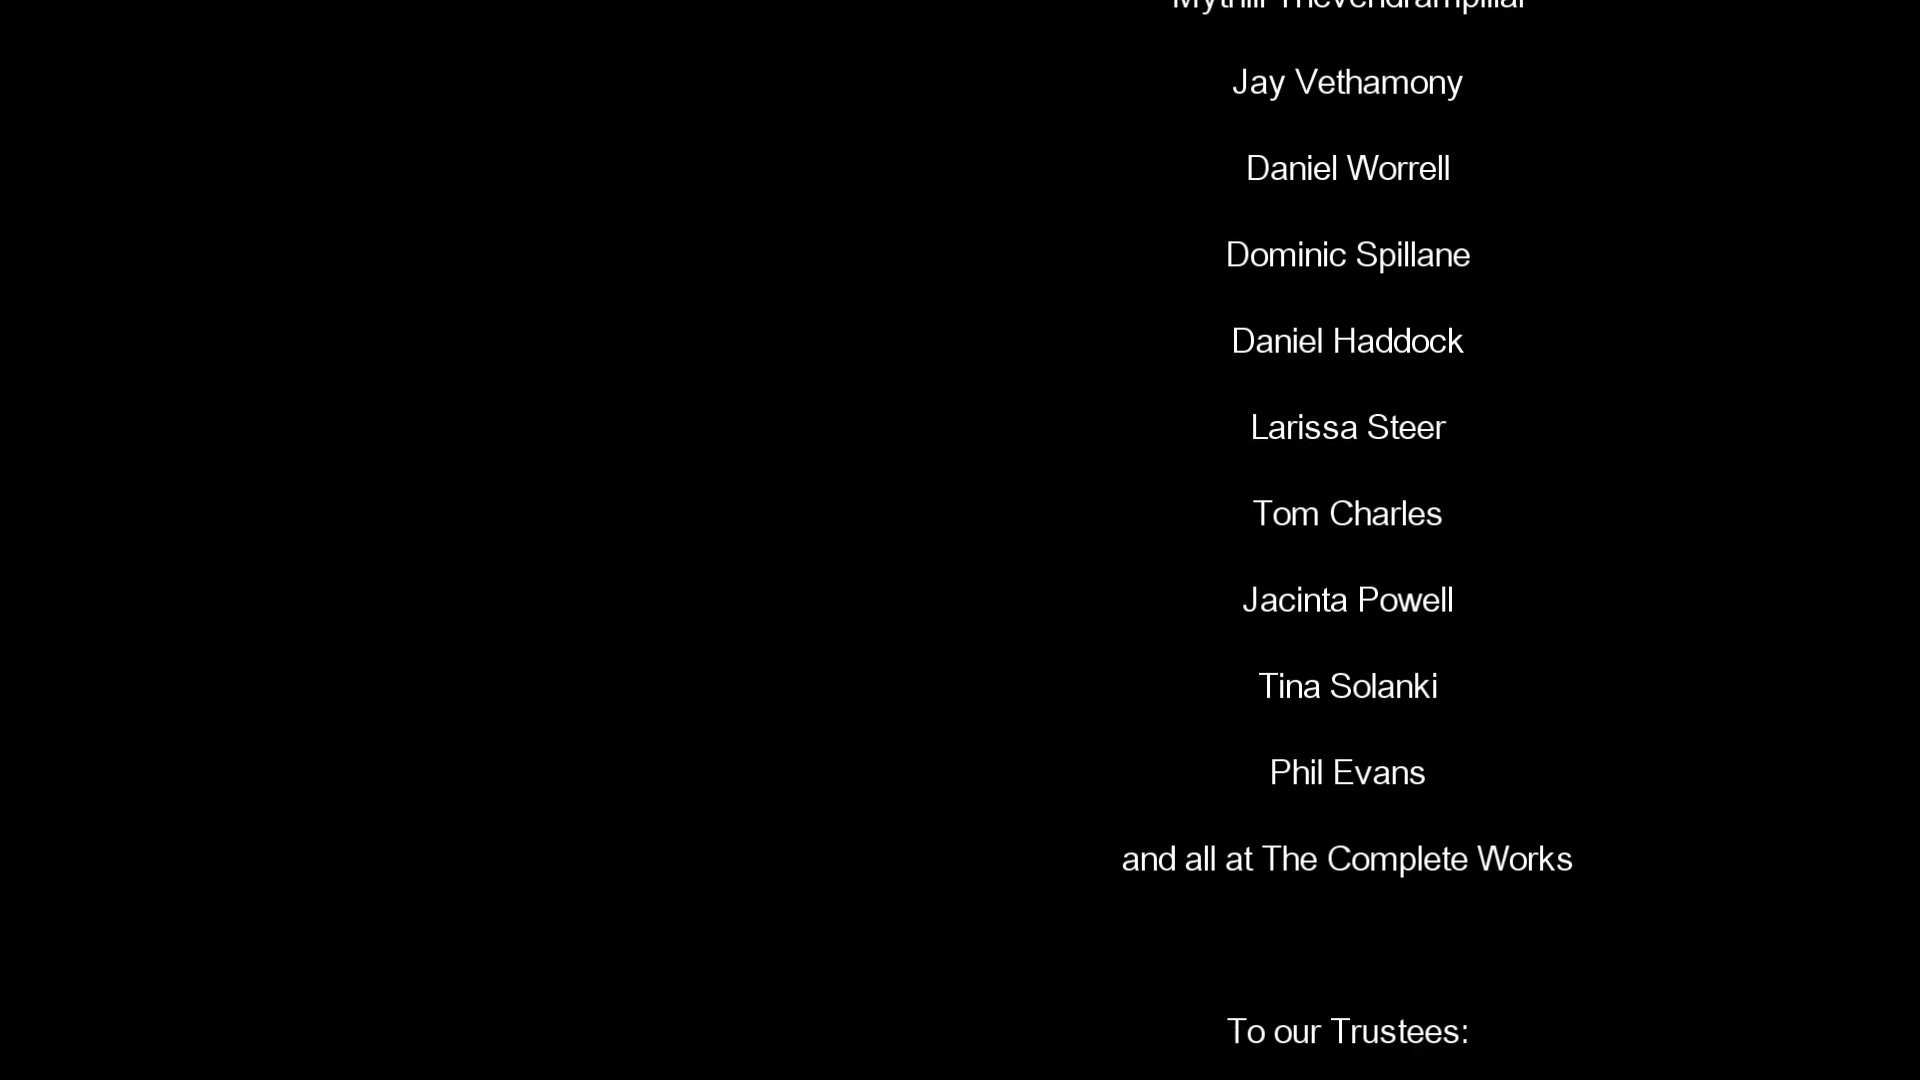 Jay Vethamony
Daniel Worrell
Dominic Spillane
Daniel Haddock
Larissa Steer
Tom Charles
Jacinta Powell
Tina Solanki
Phil Evans
and all at The Complete Works
To our Trustees: